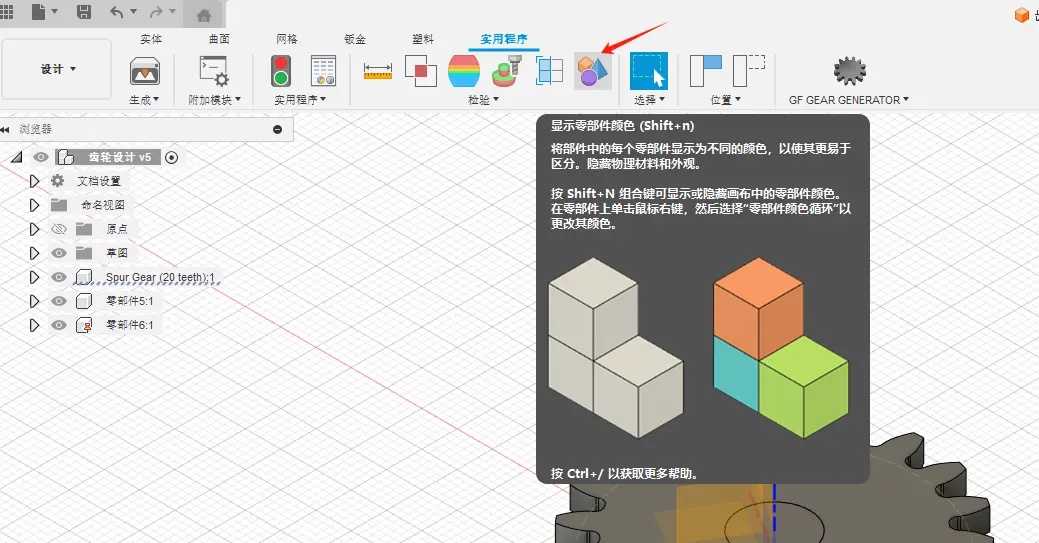 实体
曲面
网格
钣金
塑料
实用程序
设计
生成
附加模块
实用程序
检验
选择
位置
GF GEAR GENERATOR
浏览器
齿轮设计 v5
文档设置
命名视图
原点
草图
Spur Gear (20 teeth):1
零部件5:1
零部件6:1
显示零部件颜色 (Shift+n)
将部件中的每个零部件显示为不同的颜色，以使其更易于
区分。隐藏物理材料和外观。
按 Shift+N 组合键可显示或隐藏画布中的零部件颜色。
在零部件上单击鼠标右键，然后选择“零部件颜色循环”以
更改其颜色。
按 Ctrl+/ 以获取更多帮助。